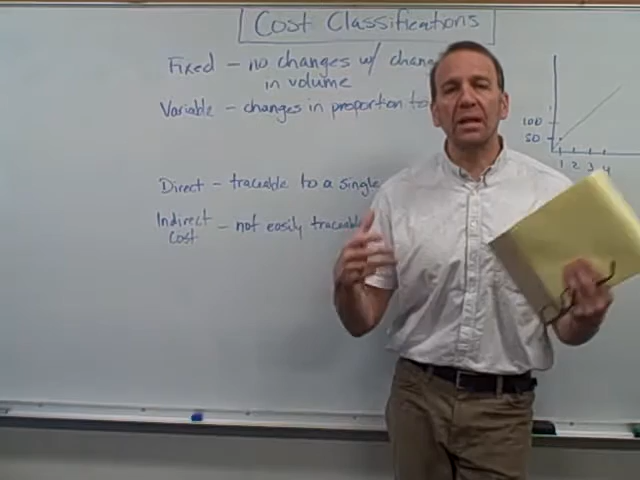 Cost Classifications
Fixed – no changes w/ chan
in volume
Variable – changes in proportion to
100
50
1 2 3 4
Direct – traceable to a single
Indirect – not easily traceable
Cost